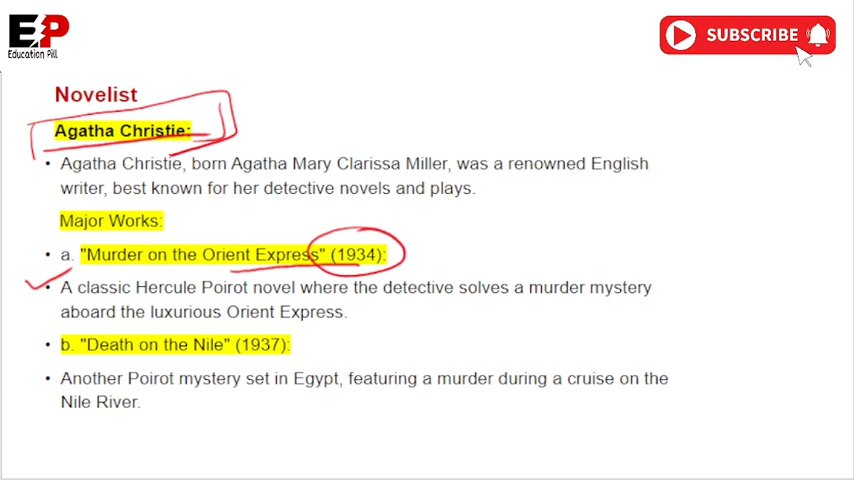 EP
Education Pill
SUBSCRIBE
Novelist
Agatha Christie:
• Agatha Christie, born Agatha Mary Clarissa Miller, was a renowned English
writer, best known for her detective novels and plays.
Major Works:
• a. "Murder on the Orient Express" (1934):
• A classic Hercule Poirot novel where the detective solves a murder mystery
aboard the luxurious Orient Express.
• b. "Death on the Nile" (1937):
• Another Poirot mystery set in Egypt, featuring a murder during a cruise on the
Nile River.